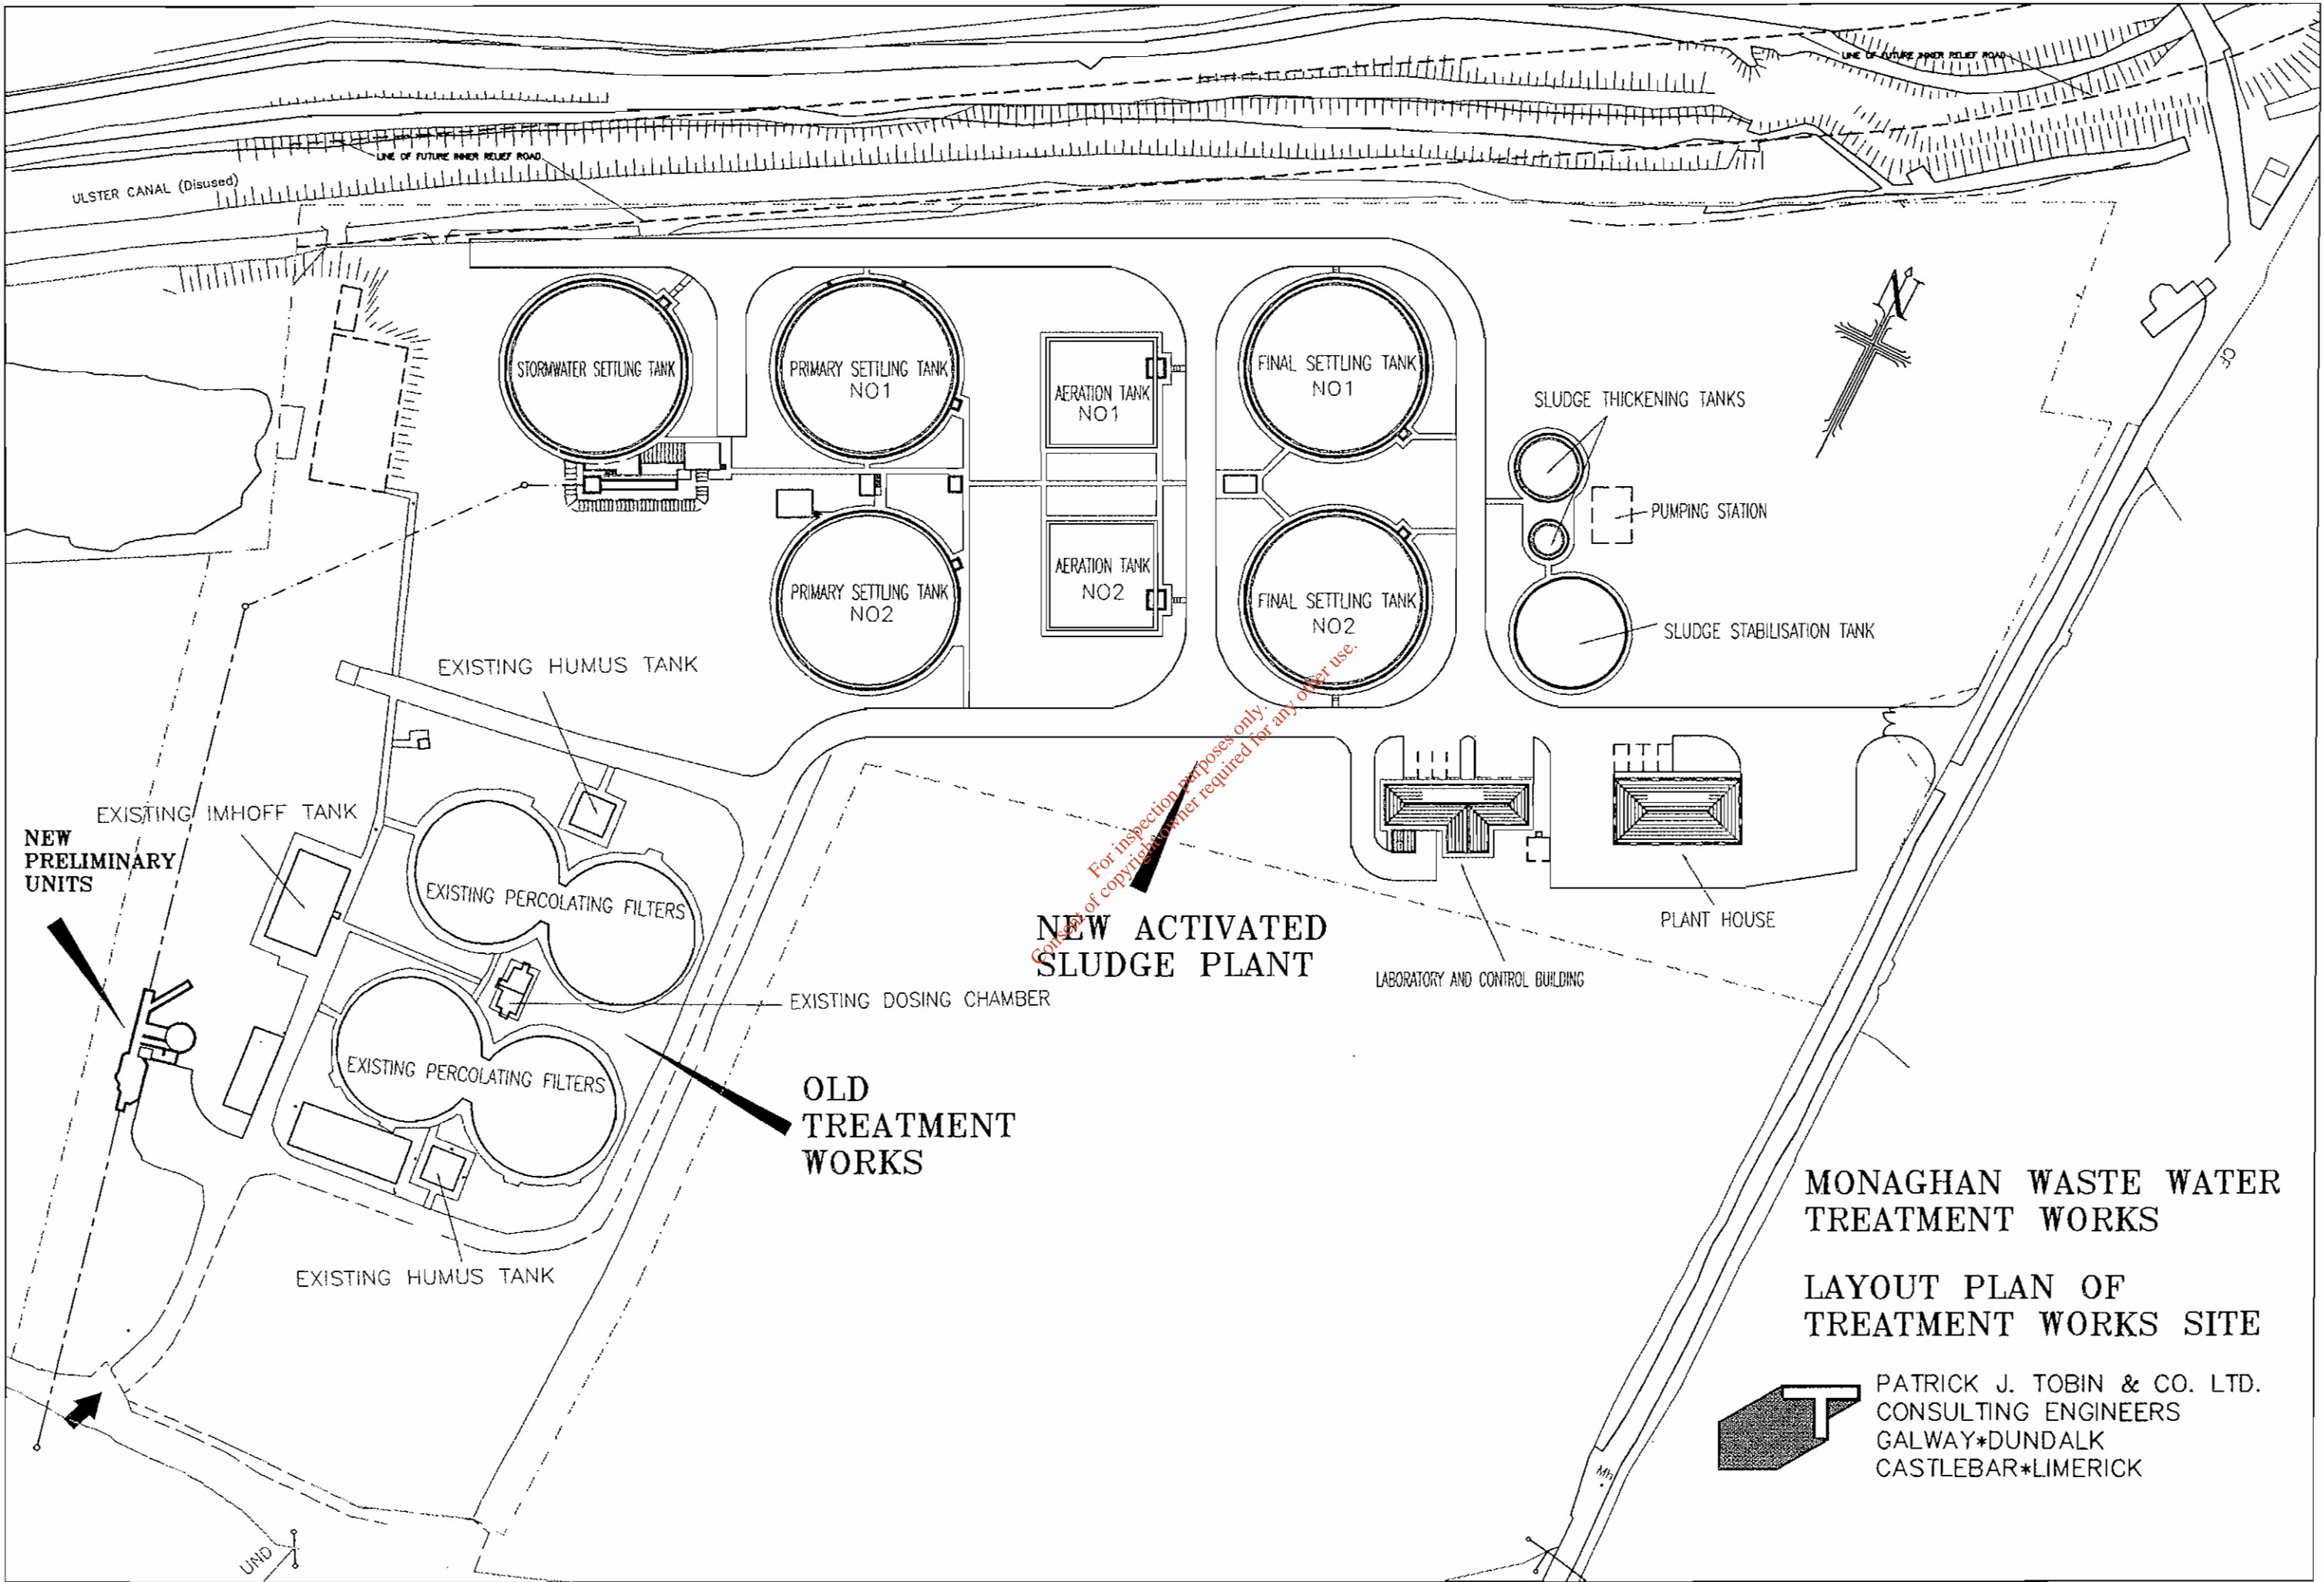 LINE OF FUTURE INNER RELIEF ROAD
LINE OF FUTURE INNER RELIEF ROAD
ULSTER CANAL (Disused)
N
STORMWATER SETTLING TANK
PRIMARY SETTLING TANK
NO1
AERATION TANK
NO1
FINAL SETTLING TANK
NO1
SLUDGE THICKENING TANKS
PUMPING STATION
PRIMARY SETTLING TANK
NO2
AERATION TANK
NO2
FINAL SETTLING TANK
NO2
SLUDGE STABILISATION TANK
EXISTING HUMUS TANK
EXISTING IMHOFF TANK
NEW
PRELIMINARY
UNITS
EXISTING PERCOLATING FILTERS
For inspection purposes only.
Consent of copyright owner required for any other use.
NEW ACTIVATED
SLUDGE PLANT
PLANT HOUSE
LABORATORY AND CONTROL BUILDING
EXISTING DOSING CHAMBER
EXISTING PERCOLATING FILTERS
OLD
TREATMENT
WORKS
EXISTING HUMUS TANK
MONAGHAN WASTE WATER
TREATMENT WORKS
LAYOUT PLAN OF
TREATMENT WORKS SITE
T
PATRICK J. TOBIN & CO. LTD.
CONSULTING ENGINEERS
GALWAY*DUNDALK
CASTLEBAR*LIMERICK
Mh
UND